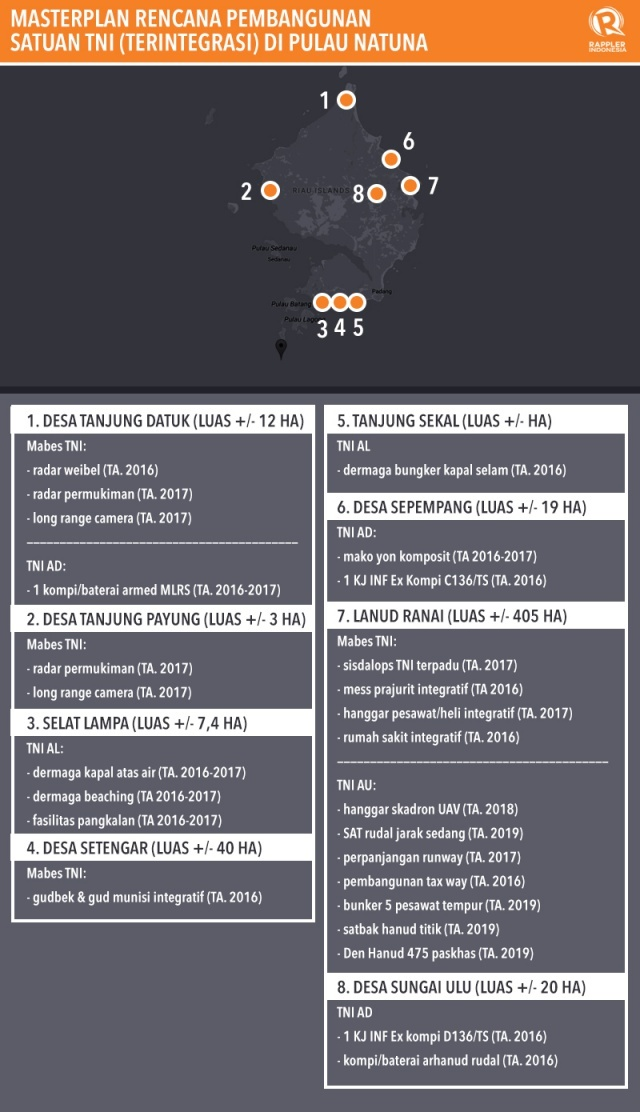 MASTERPLAN RENCANA PEMBANGUNAN
SATUAN TNI (TERINTEGRASI) DI PULAU NATUNA
RAPPLER
INDONESIA
1
6
2
RIAU ISLANDS
8
7
Pulau Sedanau
Sedanau
Padang
Pulau Batang
3 4 5
1. DESA TANJUNG DATUK (LUAS +/- 12 HA)
Mabes TNI:
- radar weibel (TA. 2016)
- radar permukiman (TA. 2017)
- long range camera (TA. 2017)
TNI AD:
- 1 kompi/baterai armed MLRS (TA. 2016-2017)
2. DESA TANJUNG PAYUNG (LUAS +/- 3 HA)
Mabes TNI:
- radar permukiman (TA. 2017)
- long range camera (TA. 2017)
3. SELAT LAMPA (LUAS +/- 7,4 HA)
TNI AL:
- dermaga kapal atas air (TA. 2016-2017)
- dermaga beaching (TA 2016-2017)
- fasilitas pangkalan (TA 2016-2017)
4. DESA SETENGAR (LUAS +/- 40 HA)
Mabes TNI:
- gudbek & gud munisi integratif (TA. 2016)
5. TANJUNG SEKAL (LUAS +/- HA)
TNI AL
- dermaga bungker kapal selam (TA. 2016)
6. DESA SEPEMPANG (LUAS +/- 19 HA)
TNI AD:
- mako yon komposit (TA 2016-2017)
- 1 KJ INF Ex Kompi C136/TS (TA. 2016)
7. LANUD RANAI (LUAS +/- 405 HA)
Mabes TNI:
- sisdalops TNI terpadu (TA. 2017)
- mess prajurit integratif (TA 2016)
- hanggar pesawat/heli integratif (TA. 2017)
- rumah sakit integratif (TA. 2016)
TNI AU:
- hanggar skadron UAV (TA. 2018)
- SAT rudal jarak sedang (TA. 2019)
- perpanjangan runway (TA. 2017)
- pembangunan tax way (TA. 2016)
- bunker 5 pesawat tempur (TA. 2019)
- satbak hanud titik (TA. 2019)
- Den Hanud 475 paskhas (TA. 2019)
8. DESA SUNGAI ULU (LUAS +/- 20 HA)
TNI AD
- 1 KJ INF Ex kompi D136/TS (TA. 2016)
- kompi/baterai arhanud rudal (TA. 2016)